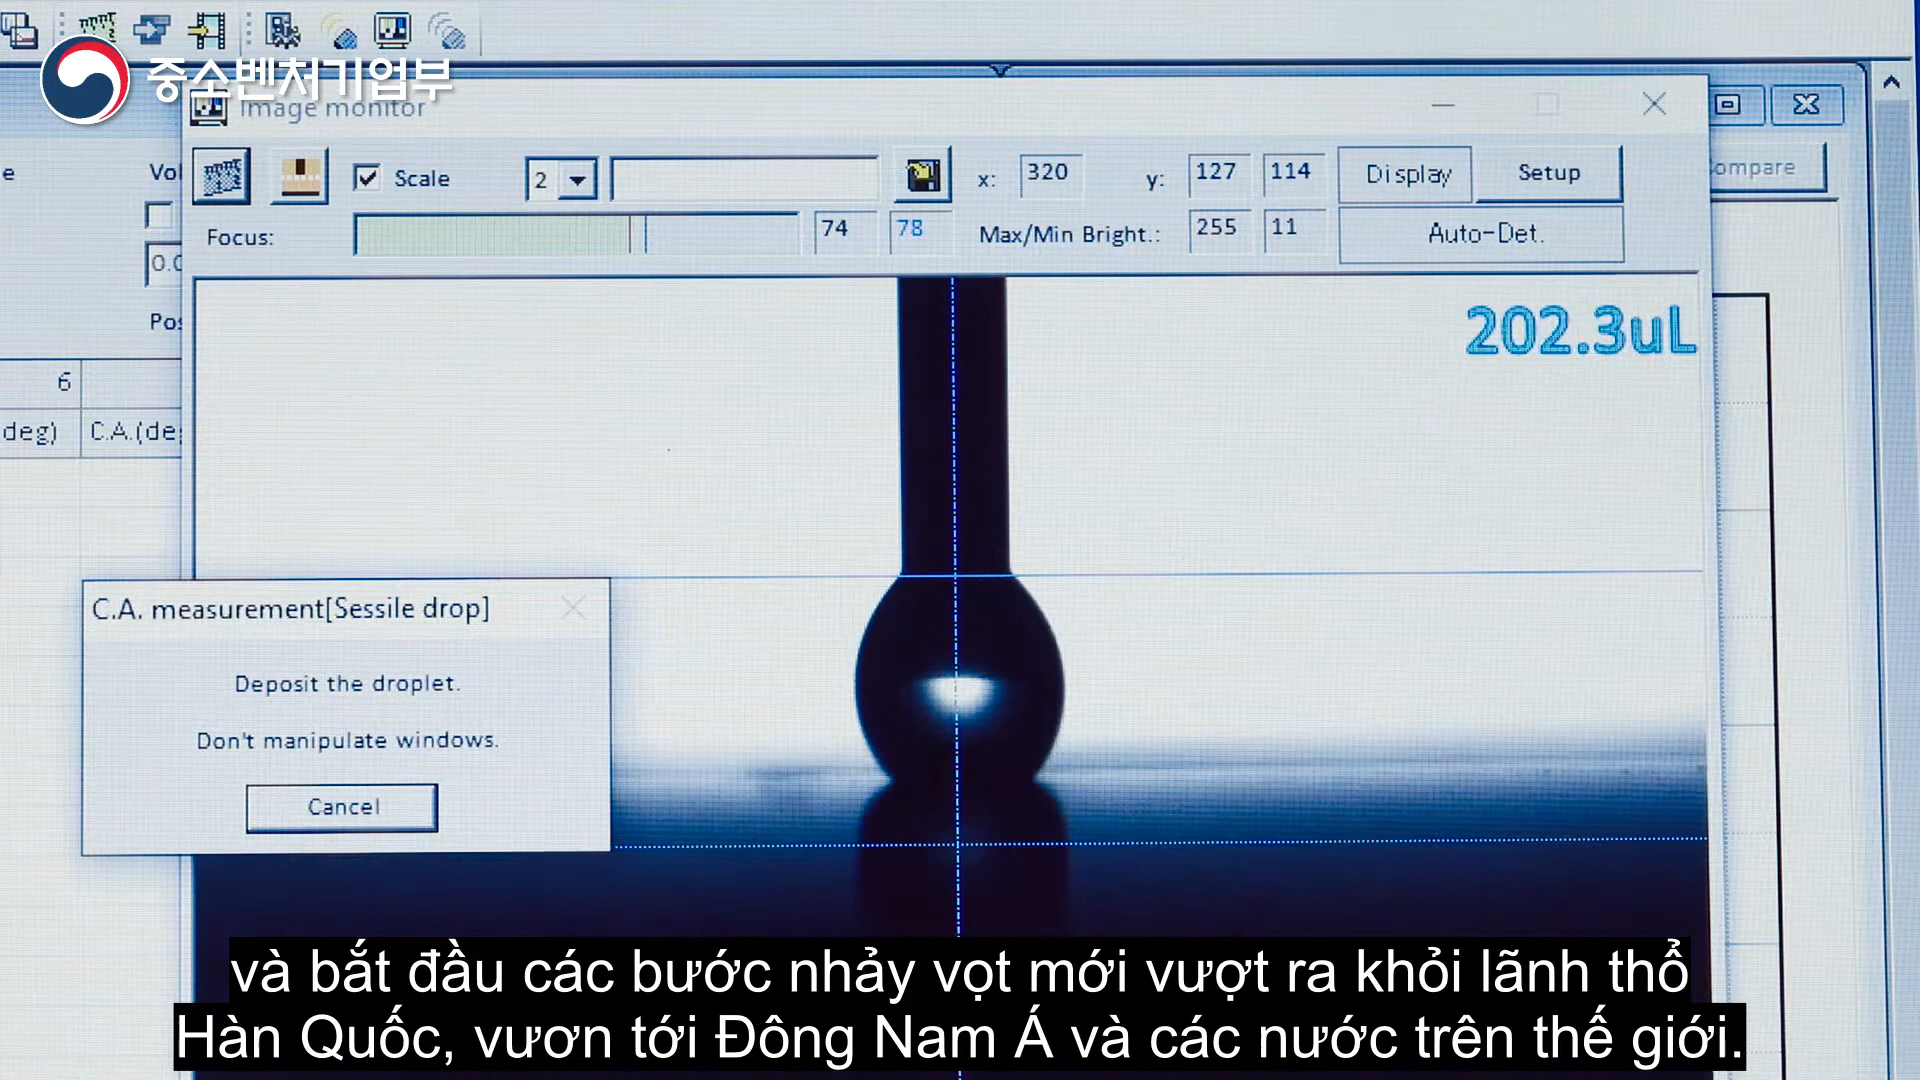 중소벤처기업부
Image monitor
Scale
2
x:
320
y:
127
114
Display
Setup
Focus:
74
78
Max/Min Bright.:
255
11
Auto-Det.
202.3uL
6
deg)
C.A.(de
C.A. measurement[Sessile drop]
Deposit the droplet.
Don't manipulate windows.
Cancel
và bắt đầu các bước nhảy vọt mới vượt ra khỏi lãnh thổ
Hàn Quốc, vươn tới Đông Nam Á và các nước trên thế giới.